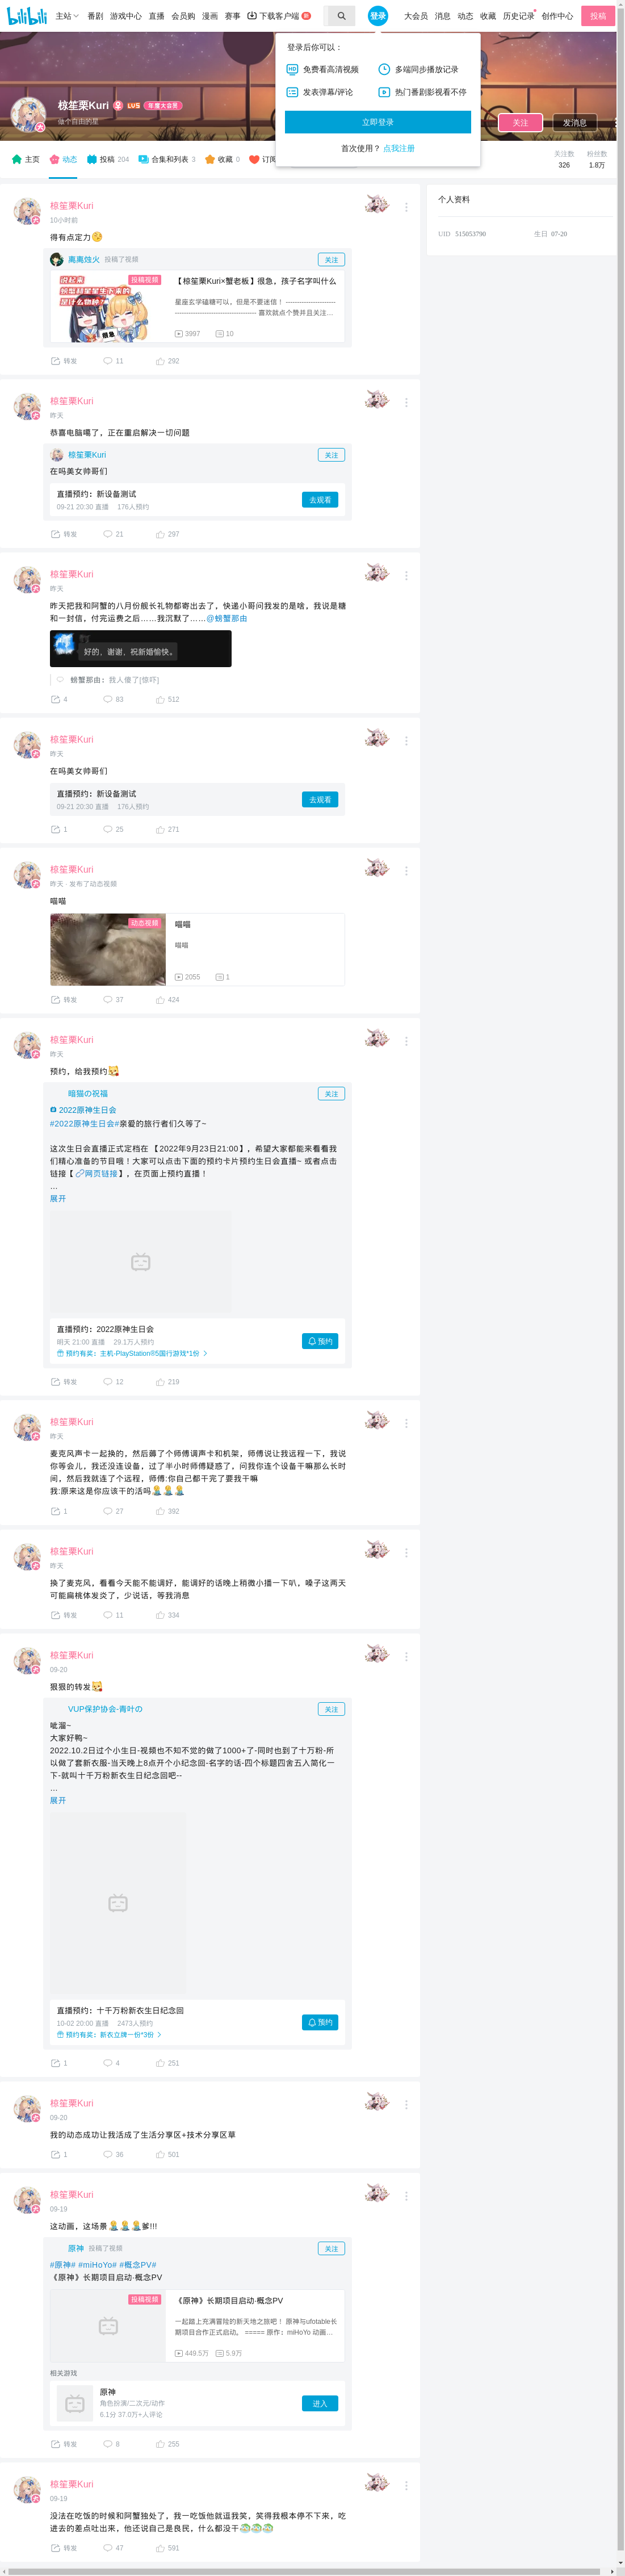 bilibili 主站 番剧 游戏中心 直播 会员购 漫画 赛事 下载客户端 登录 大会员 消息 动态 收藏 历史记录 创作中心 投稿
登录后你可以：
免费看高清视频 多端同步播放记录
发表弹幕/评论 热门番剧影视看不停
立即登录
首次使用？ 点我注册
椋笙栗Kuri LV5 年度大会员
做个自由的星
关注 发消息
主页 动态 投稿 204 合集和列表 3 收藏 0 订阅
关注数 粉丝数
326 1.8万
个人资料
UID 515053790 生日 07-20
椋笙栗Kuri
10小时前
得有点定力
离离烛火 投稿了视频 关注
说起来
螃蟹和星星生下来的
是什么物种？
投稿视频
【椋笙栗Kuri×蟹老板】很急，孩子名字叫什么
星座玄学磕糖可以，但是不要迷信！ ----------------------
----------------------------------- 喜欢就点个赞并且关注…
3987 10
转发 11 292
椋笙栗Kuri
昨天
恭喜电脑噶了，正在重启解决一切问题
椋笙栗Kuri 关注
在吗美女帅哥们
直播预约：新设备测试
09-21 20:30 直播 176人预约
去观看
转发 21 297
椋笙栗Kuri
昨天
昨天把我和阿蟹的八月份舰长礼物都寄出去了，快递小哥问我发的是啥，我说是糖
和一封信，付完运费之后……我沉默了……@螃蟹那由
好的，谢谢，祝新婚愉快。
螃蟹那由：我人傻了[惊吓]
4 83 512
椋笙栗Kuri
昨天
在吗美女帅哥们
直播预约：新设备测试
09-21 20:30 直播 176人预约
去观看
1 25 271
椋笙栗Kuri
昨天 · 发布了动态视频
喵喵
动态视频
喵喵
喵喵
2055 1
转发 37 424
椋笙栗Kuri
昨天
预约，给我预约
暗猫の祝福 关注
2022原神生日会
#2022原神生日会#亲爱的旅行者们久等了~
这次生日会直播正式定档在 【2022年9月23日21:00】，希望大家都能来看看我
们精心准备的节目哦！大家可以点击下面的预约卡片预约生日会直播~ 或者点击
链接【网页链接】，在页面上预约直播！
…
展开
直播预约：2022原神生日会
明天 21:00 直播 29.1万人预约
预约有奖：主机-PlayStation®5国行游戏*1份
预约
转发 12 219
椋笙栗Kuri
昨天
麦克风声卡一起换的，然后薅了个师傅调声卡和机架，师傅说让我远程一下，我说
你等会儿，我还没连设备，过了半小时师傅疑惑了，问我你连个设备干嘛那么长时
间，然后我就连了个远程，师傅:你自己都干完了要我干嘛
我:原来这是你应该干的活吗
1 27 392
椋笙栗Kuri
昨天
换了麦克风，看看今天能不能调好，能调好的话晚上稍微小播一下叭，嗓子这两天
可能扁桃体发炎了，少说话，等我消息
转发 11 334
椋笙栗Kuri
09-20
狠狠的转发
VUP保护协会-青叶の 关注
呲溜~
大家好鸭~
2022.10.2日过个小生日-视频也不知不觉的做了1000+了-同时也到了十万粉-所
以做了套新衣服-当天晚上8点开个小纪念回-名字的话-四个标题四舍五入简化一
下-就叫十千万粉新衣生日纪念回吧--
…
展开
直播预约：十千万粉新衣生日纪念回
10-02 20:00 直播 2473人预约
预约有奖：新衣立牌一份*3份
预约
1 4 251
椋笙栗Kuri
09-20
我的动态成功让我活成了生活分享区+技术分享区草
1 36 501
椋笙栗Kuri
09-19
这动画，这场景爹!!!
原神 投稿了视频 关注
#原神# #miHoYo# #概念PV#
《原神》长期项目启动·概念PV
投稿视频
《原神》长期项目启动·概念PV
一起踏上充满冒险的新天地之旅吧！ 原神与ufotable长
期项目合作正式启动。 ===== 原作：miHoYo 动画…
449.5万 5.9万
相关游戏
原神
角色扮演/二次元/动作
6.1分 37.0万+人评论
进入
转发 8 255
椋笙栗Kuri
09-19
没法在吃饭的时候和阿蟹独处了，我一吃饭他就逗我笑，笑得我根本停不下来，吃
进去的差点吐出来，他还说自己是良民，什么都没干
转发 47 591